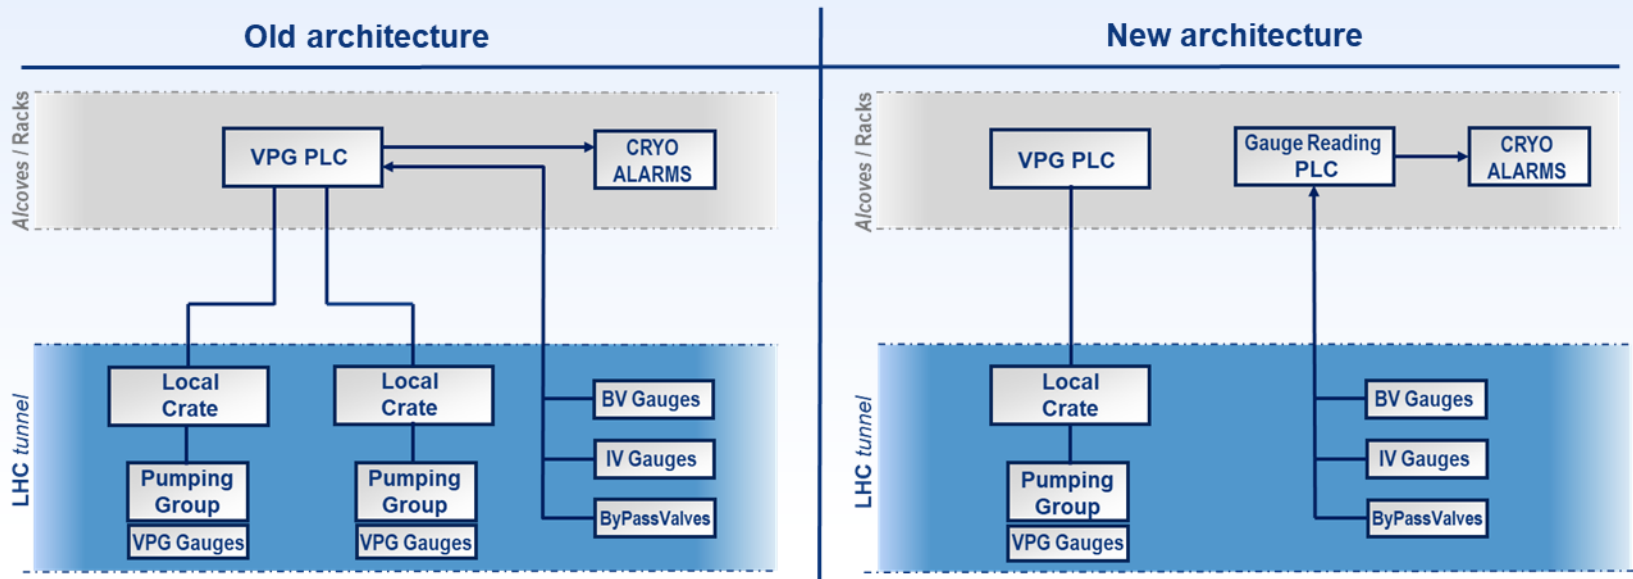 Old architecture
Alcoves / Racks
VPG PLC
CRYO
ALARMS
LHC tunnel
Local
Crate
Local
Crate
BV Gauges
IV Gauges
Pumping
Group
Pumping
Group
ByPassValves
VPG Gauges
VPG Gauges
New architecture
Alcoves / Racks
VPG PLC
Gauge Reading
PLC
CRYO
ALARMS
LHC tunnel
Local
Crate
BV Gauges
IV Gauges
Pumping
Group
ByPassValves
VPG Gauges